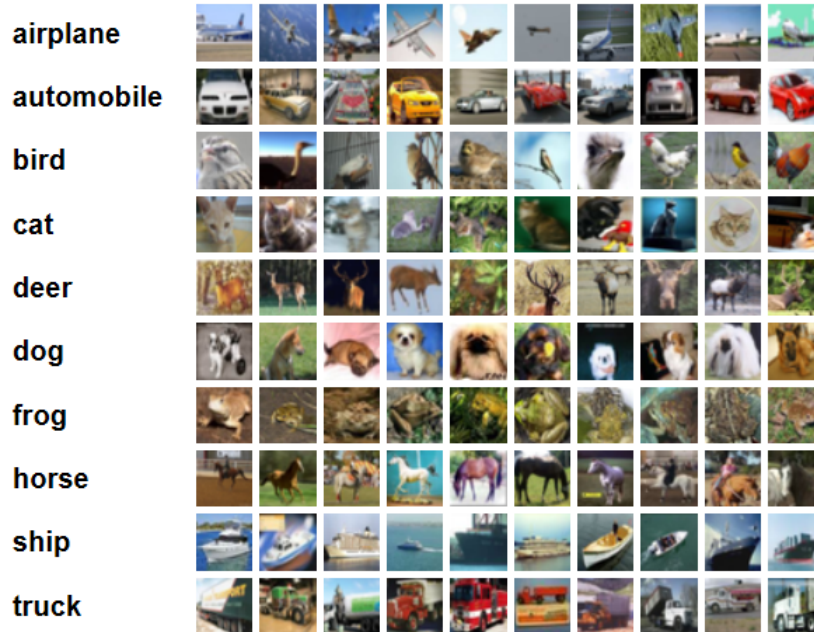 airplane
automobile
bird
cat
deer
dog
frog
horse
ship
truck